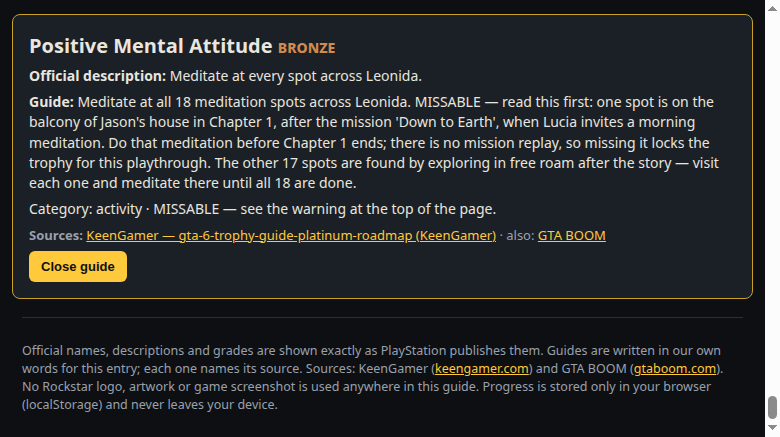 Positive Mental Attitude BRONZE
Official description: Meditate at every spot across Leonida.
Guide: Meditate at all 18 meditation spots across Leonida. MISSABLE — read this first: one spot is on the
balcony of Jason's house in Chapter 1, after the mission 'Down to Earth', when Lucia invites a morning
meditation. Do that meditation before Chapter 1 ends; there is no mission replay, so missing it locks the
trophy for this playthrough. The other 17 spots are found by exploring in free roam after the story — visit
each one and meditate there until all 18 are done.
Category: activity · MISSABLE — see the warning at the top of the page.
Sources: KeenGamer — gta-6-trophy-guide-platinum-roadmap (KeenGamer) · also: GTA BOOM
Close guide
Official names, descriptions and grades are shown exactly as PlayStation publishes them. Guides are written in our own
words for this entry; each one names its source. Sources: KeenGamer (keengamer.com) and GTA BOOM (gtaboom.com).
No Rockstar logo, artwork or game screenshot is used anywhere in this guide. Progress is stored only in your browser
(localStorage) and never leaves your device.